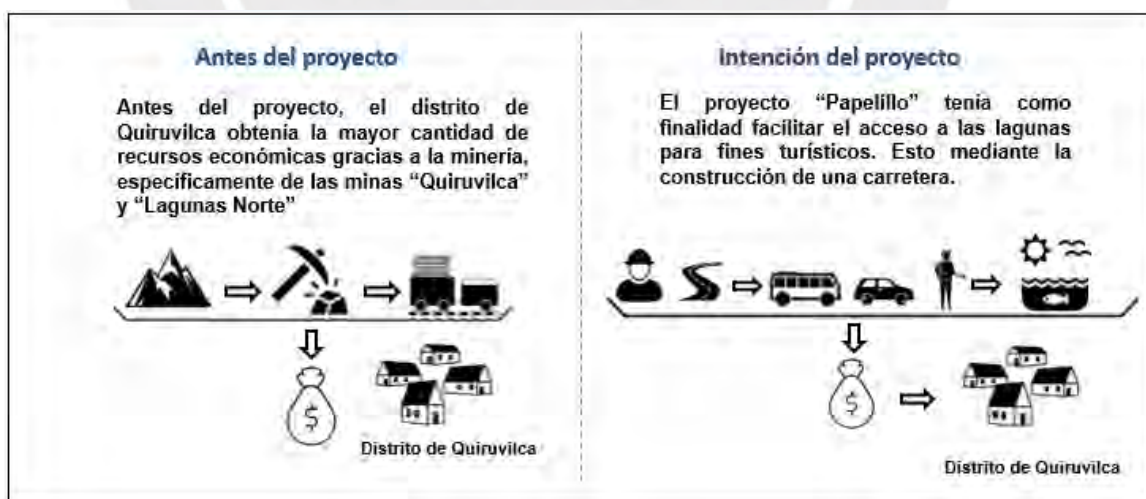 Antes del proyecto
Antes del proyecto, el distrito de
Quiruvilca obtenía la mayor cantidad de
recursos económicas gracias a la minería,
específicamente de las minas “Quiruvilca”
y “Lagunas Norte”
$
Distrito de Quiruvilca
Intención del proyecto
El proyecto “Papelillo” tenía como
finalidad facilitar el acceso a las lagunas
para fines turísticos. Esto mediante la
construcción de una carretera.
$
Distrito de Quiruvilca